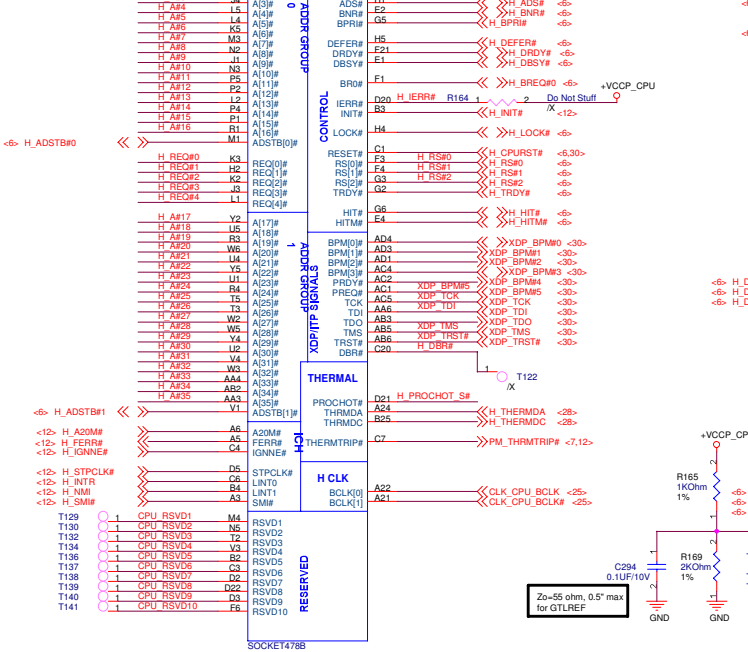 H_A#4 L5 A[3]# ADS# H_ADS# <6>
H_A#5 L4 A[4]# BNR# E2 H_BNR# <6>
H_A#6 K5 A[5]# BPRI# G5 H_BPRI# <6>
H_A#7 M3 A[6]#
H_A#8 N2 A[7]# DEFER# H5 H_DEFER# <6>
H_A#9 J1 A[8]# DRDY# F21 H_DRDY# <6>
H_A#10 N3 A[9]# DBSY# E1 H_DBSY# <6>
H_A#11 P5 A[10]#
H_A#12 P2 A[11]# BR0# F1 H_BREQ#0 <6>
H_A#13 L2 A[12]#
H_A#14 P4 A[13]# IERR# D20 H_IERR# R164 1 2 Do Not Stuff /X +VCCP_CPU
H_A#15 P1 A[14]# INIT# B3 H_INIT# <12>
H_A#16 R1 A[15]#
A[16]# LOCK# H4 H_LOCK# <6>
<6> H_ADSTB#0 M1 ADSTB[0]#
ADDR GROUP 0
CONTROL
RESET# C1 H_CPURST# <6,30>
H_REQ#0 K3 REQ[0]# RS[0]# F3 H_RS#0 H_RS#0 <6>
H_REQ#1 H2 REQ[1]# RS[1]# F4 H_RS#1 H_RS#1 <6>
H_REQ#2 K2 REQ[2]# RS[2]# G3 H_RS#2 H_RS#2 <6>
H_REQ#3 J3 REQ[3]# TRDY# G2 H_TRDY# <6>
H_REQ#4 L1 REQ[4]#
HIT# G6 H_HIT# <6>
HITM# E4 H_HITM# <6>
H_A#17 Y2 A[17]#
H_A#18 U5 A[18]#
H_A#19 R3 A[19]# BPM[0]# AD4 XDP_BPM#0 <30>
H_A#20 W6 A[20]# BPM[1]# AD3 XDP_BPM#1 <30>
H_A#21 U4 A[21]# BPM[2]# AD1 XDP_BPM#2 <30>
H_A#22 Y5 A[22]# BPM[3]# AC4 XDP_BPM#3 <30>
H_A#23 U1 A[23]# PRDY# AC2 XDP_BPM#4 <30>
H_A#24 R4 A[24]# PREQ# AC1 XDP_BPM#5 XDP_BPM#5 <30>
H_A#25 T5 A[25]# TCK AC5 XDP_TCK XDP_TCK <30>
H_A#26 T3 A[26]# TDI AA6 XDP_TDI XDP_TDI <30>
H_A#27 W2 A[27]# TDO AB3 XDP_TDO <30>
H_A#28 W5 A[28]# TMS AB5 XDP_TMS XDP_TMS <30>
H_A#29 Y4 A[29]# TRST# AB6 XDP_TRST# XDP_TRST# <30>
H_A#30 U2 A[30]# DBR# C20 H_DBR#
H_A#31 V4 A[31]#
H_A#32 W3 A[32]#
H_A#33 AA4 A[33]#
H_A#34 AB2 A[34]#
H_A#35 AA3 A[35]#
<6> H_ADSTB#1 V1 ADSTB[1]#
ADDR GROUP 1
XDP/ITP SIGNALS
1 T122
/X
<6> H_D
<6> H_D
THERMAL
PROCHOT# D21 H_PROCHOT_S#
THRMDA A24 H_THERMDA <28>
THRMDC B25 H_THERMDC <28>
THERMTRIP# C7 PM_THRMTRIP# <7,12>
<12> H_A20M# A6 A20M#
<12> H_FERR# A5 FERR#
<12> H_IGNNE# C4 IGNNE#
ICH
<12> H_STPCLK# D5 STPCLK#
<12> H_INTR C6 LINT0
<12> H_NMI B4 LINT1
<12> H_SMI# A3 SMI#
H CLK
BCLK[0] A22 CLK_CPU_BCLK <25>
BCLK[1] A21 CLK_CPU_BCLK# <25>
T129 1 CPU_RSVD1 M4 RSVD1
T130 1 CPU_RSVD2 N5 RSVD2
T132 1 CPU_RSVD3 T2 RSVD3
T134 1 CPU_RSVD4 V3 RSVD4
T136 1 CPU_RSVD5 B2 RSVD5
T137 1 CPU_RSVD6 C3 RSVD6
T138 1 CPU_RSVD7 D2 RSVD7
T139 1 CPU_RSVD8 D22 RSVD8
T140 1 CPU_RSVD9 D3 RSVD9
T141 1 CPU_RSVD10 F6 RSVD10
RESERVED
SOCKET478B
+VCCP_CP
R165
1KOhm
1%
<6>
<6>
<6>
C294
0.1UF/10V
R169
2KOhm
1%
GND GND
Zo=55 ohm, 0.5" max
for GTLREF